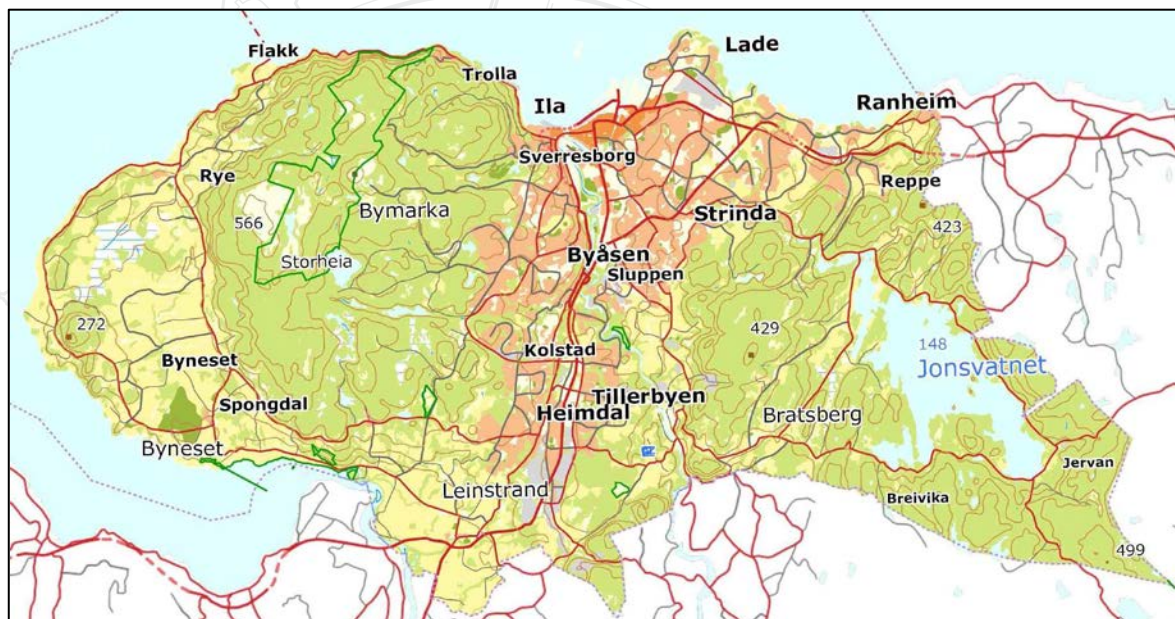 Lade
Flakk
Trolla
Ila
Ranheim
Sverresborg
Rye
Reppe
Bymarka
Strinda
566
423
Byåsen
Storheia
Sluppen
272
429
148
Kolstad
Jonsvatnet
Byneset
Tillerbyen
Spongdal
Heimdal
Bratsberg
Byneset
Jervan
Leinstrand
Breivika
499